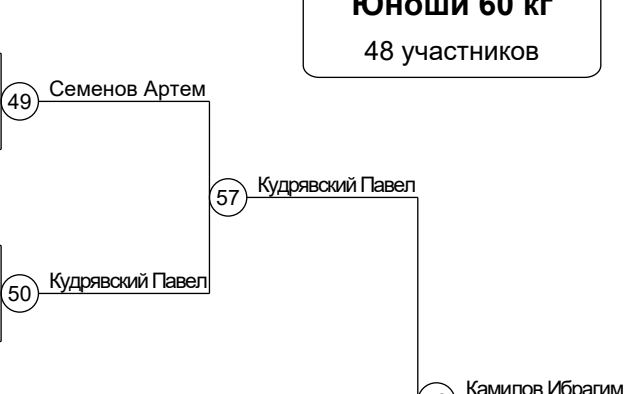 Юноши 60 кг
48 участников
49 Семенов Артем
57 Кудрявский Павел
50 Кудрявский Павел
Камилов Ибрагим